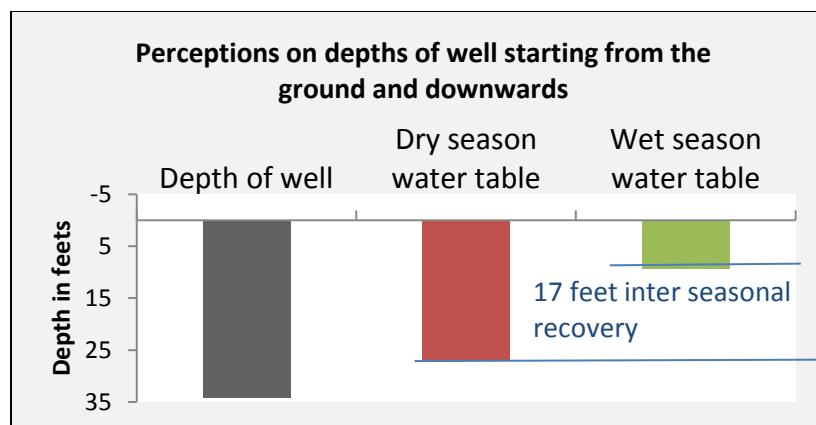 Perceptions on depths of well starting from the
ground and downwards
Depth of well
Dry season
water table
Wet season
water table
Depth in feets
-5
5
15
25
35
17 feet inter seasonal
recovery